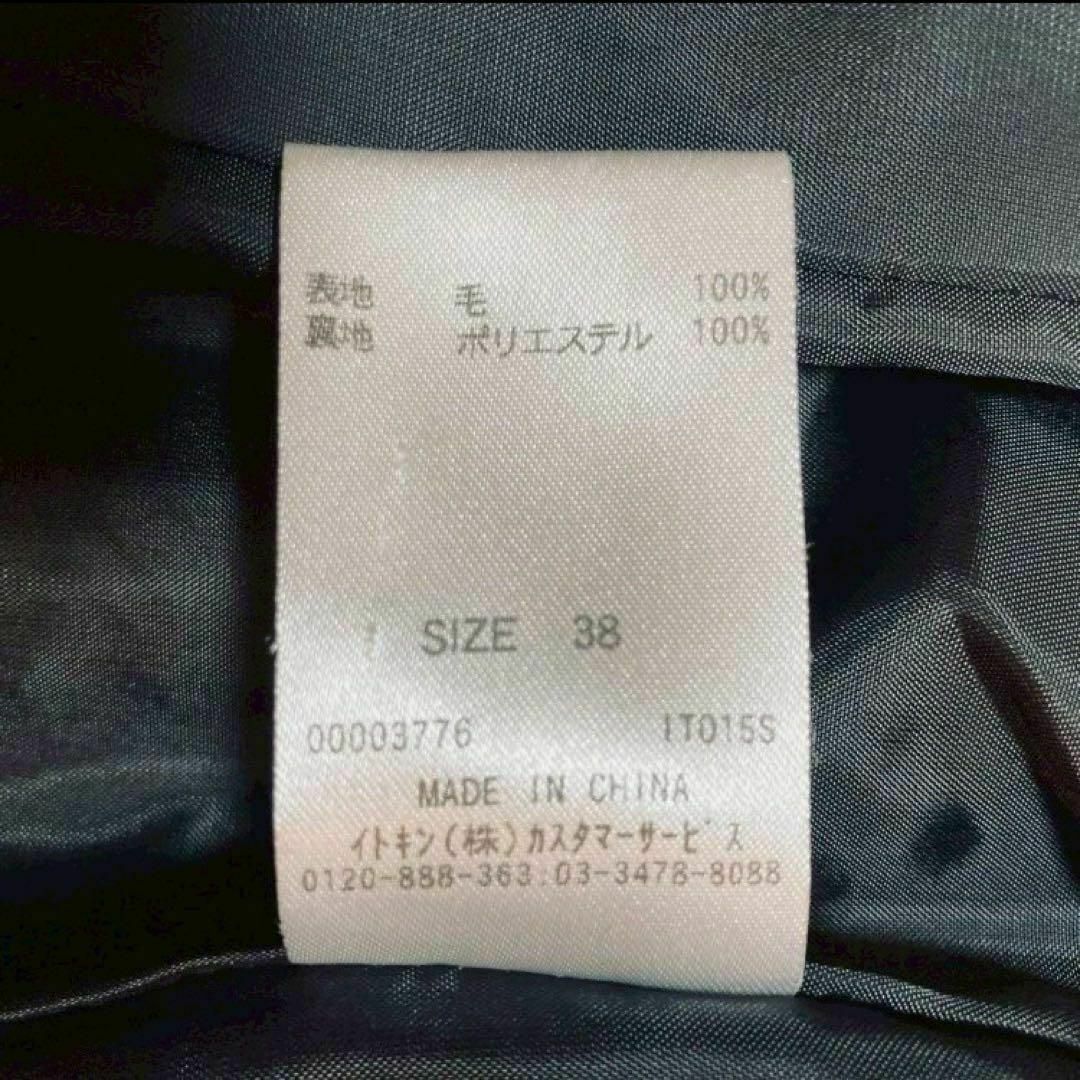 表地 毛 100%
裏地 ポリエステル 100%
SIZE 38
00003776 IT015S
MADE IN CHINA
イトキン(株)カスタマーサービス
0120-888-363:03-3478-8088